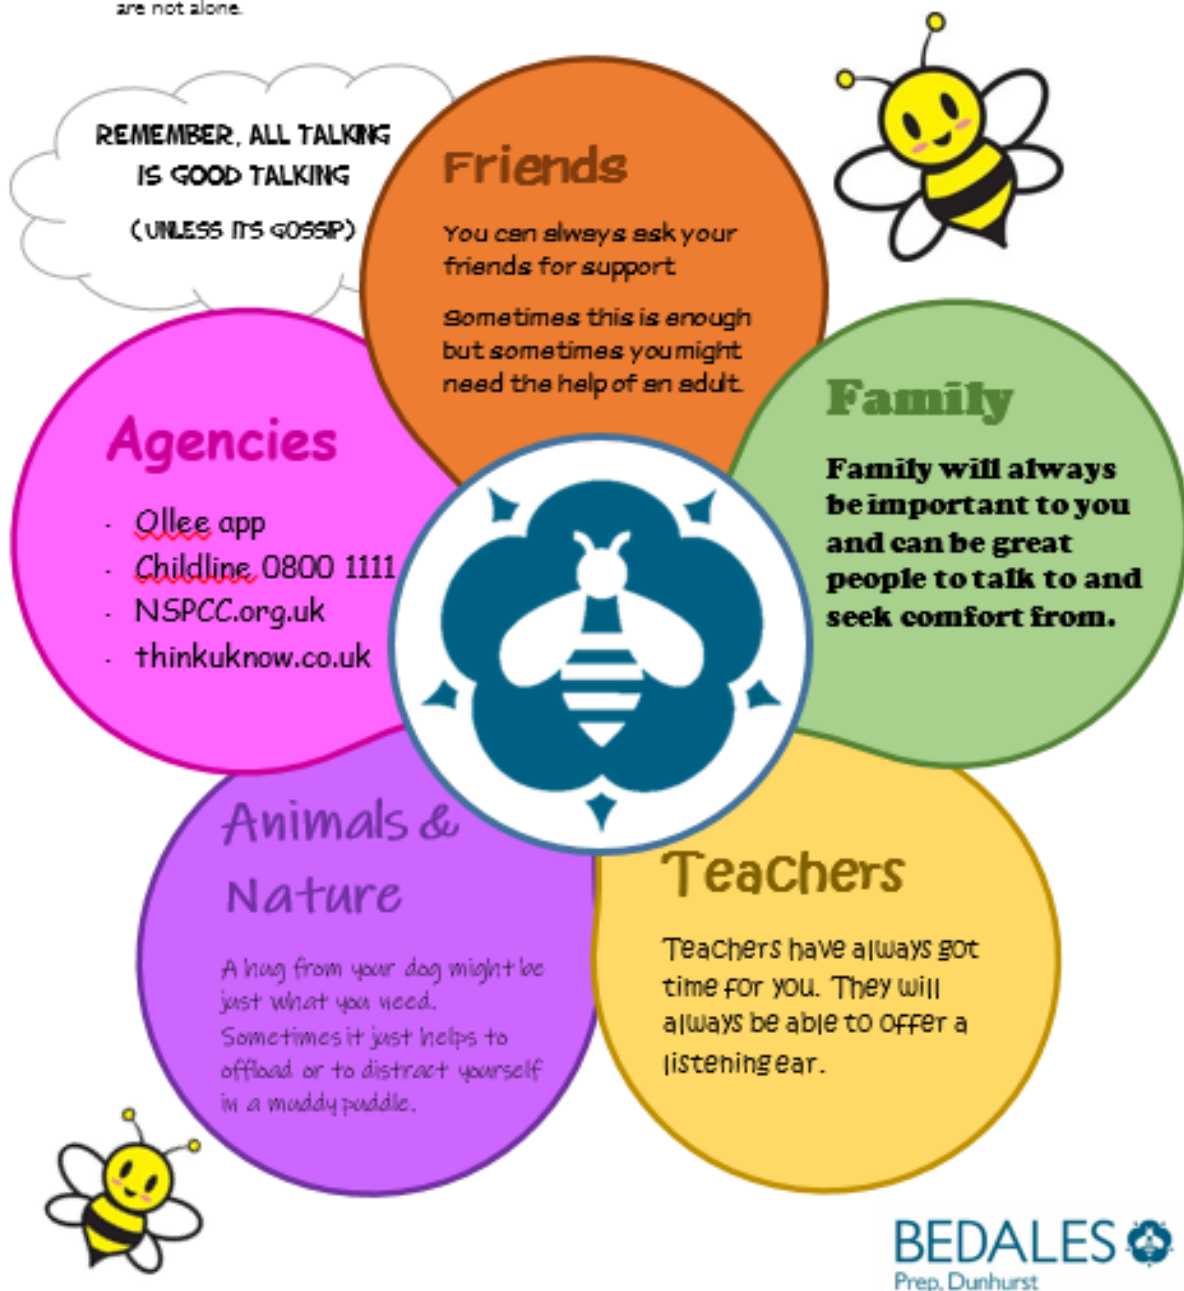 are not alone.
REMEMBER, ALL TALKING
IS GOOD TALKING
(UNLESS ITS GOSSIP)
Friends
You can always ask your
friends for support
Sometimes this is enough
but sometimes you might
need the help of an adult.
Family
Family will always
be important to you
and can be great
people to talk to and
seek comfort from.
Agencies
- Ollee app
- Childline 0800 1111
- NSPCC.org.uk
- thinkuknow.co.uk
Animals &
Nature
A hug from your dog might be
just what you need.
Sometimes it just helps to
offload or to distract yourself
in a muddy puddle.
Teachers
Teachers have always got
time for you. They will
always be able to offer a
listening ear.
BEDALES
Prep, Dunhurst